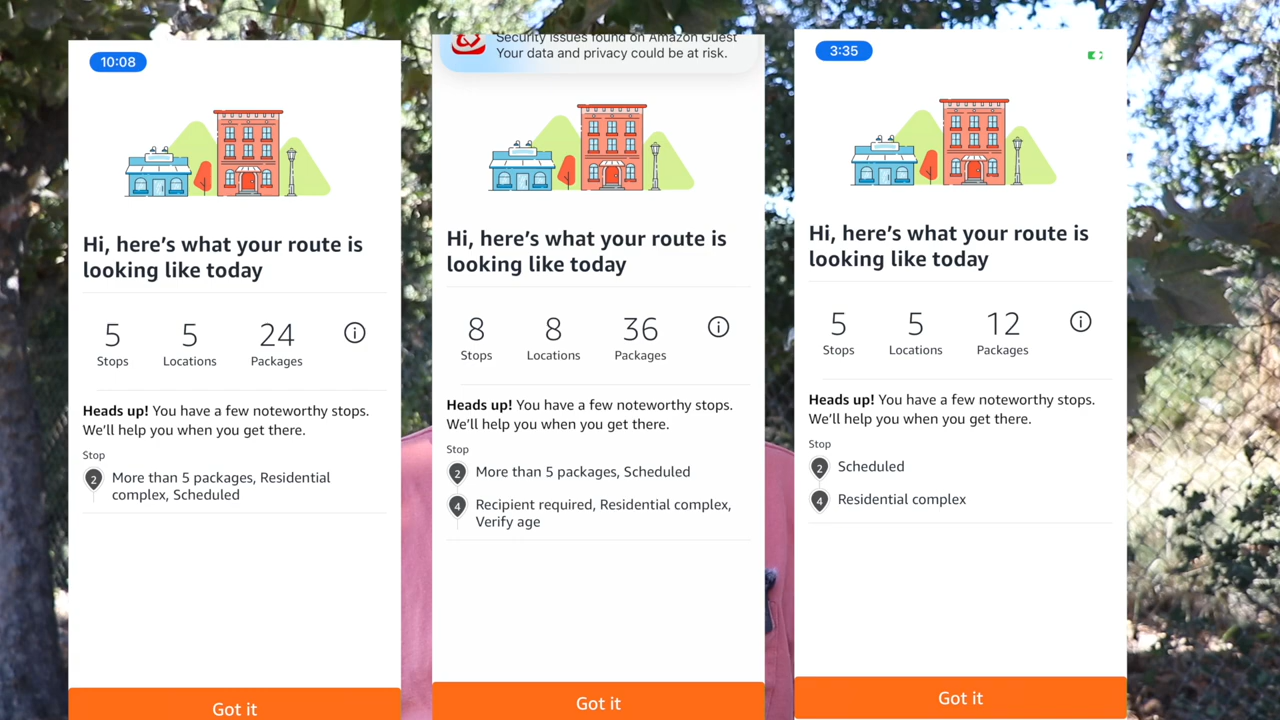 10:08
Hi, here's what your route is
looking like today
5 5 24
Stops Locations Packages
Heads up! You have a few noteworthy stops.
We'll help you when you get there.
Stop
2 More than 5 packages, Residential
complex, Scheduled
Got it
Security issues found on Amazon Guest
Your data and privacy could be at risk.
Hi, here's what your route is
looking like today
8 8 36
Stops Locations Packages
Heads up! You have a few noteworthy stops.
We'll help you when you get there.
Stop
2 More than 5 packages, Scheduled
4 Recipient required, Residential complex,
Verify age
Got it
3:35
Hi, here's what your route is
looking like today
5 5 12
Stops Locations Packages
Heads up! You have a few noteworthy stops.
We'll help you when you get there.
Stop
2 Scheduled
4 Residential complex
Got it